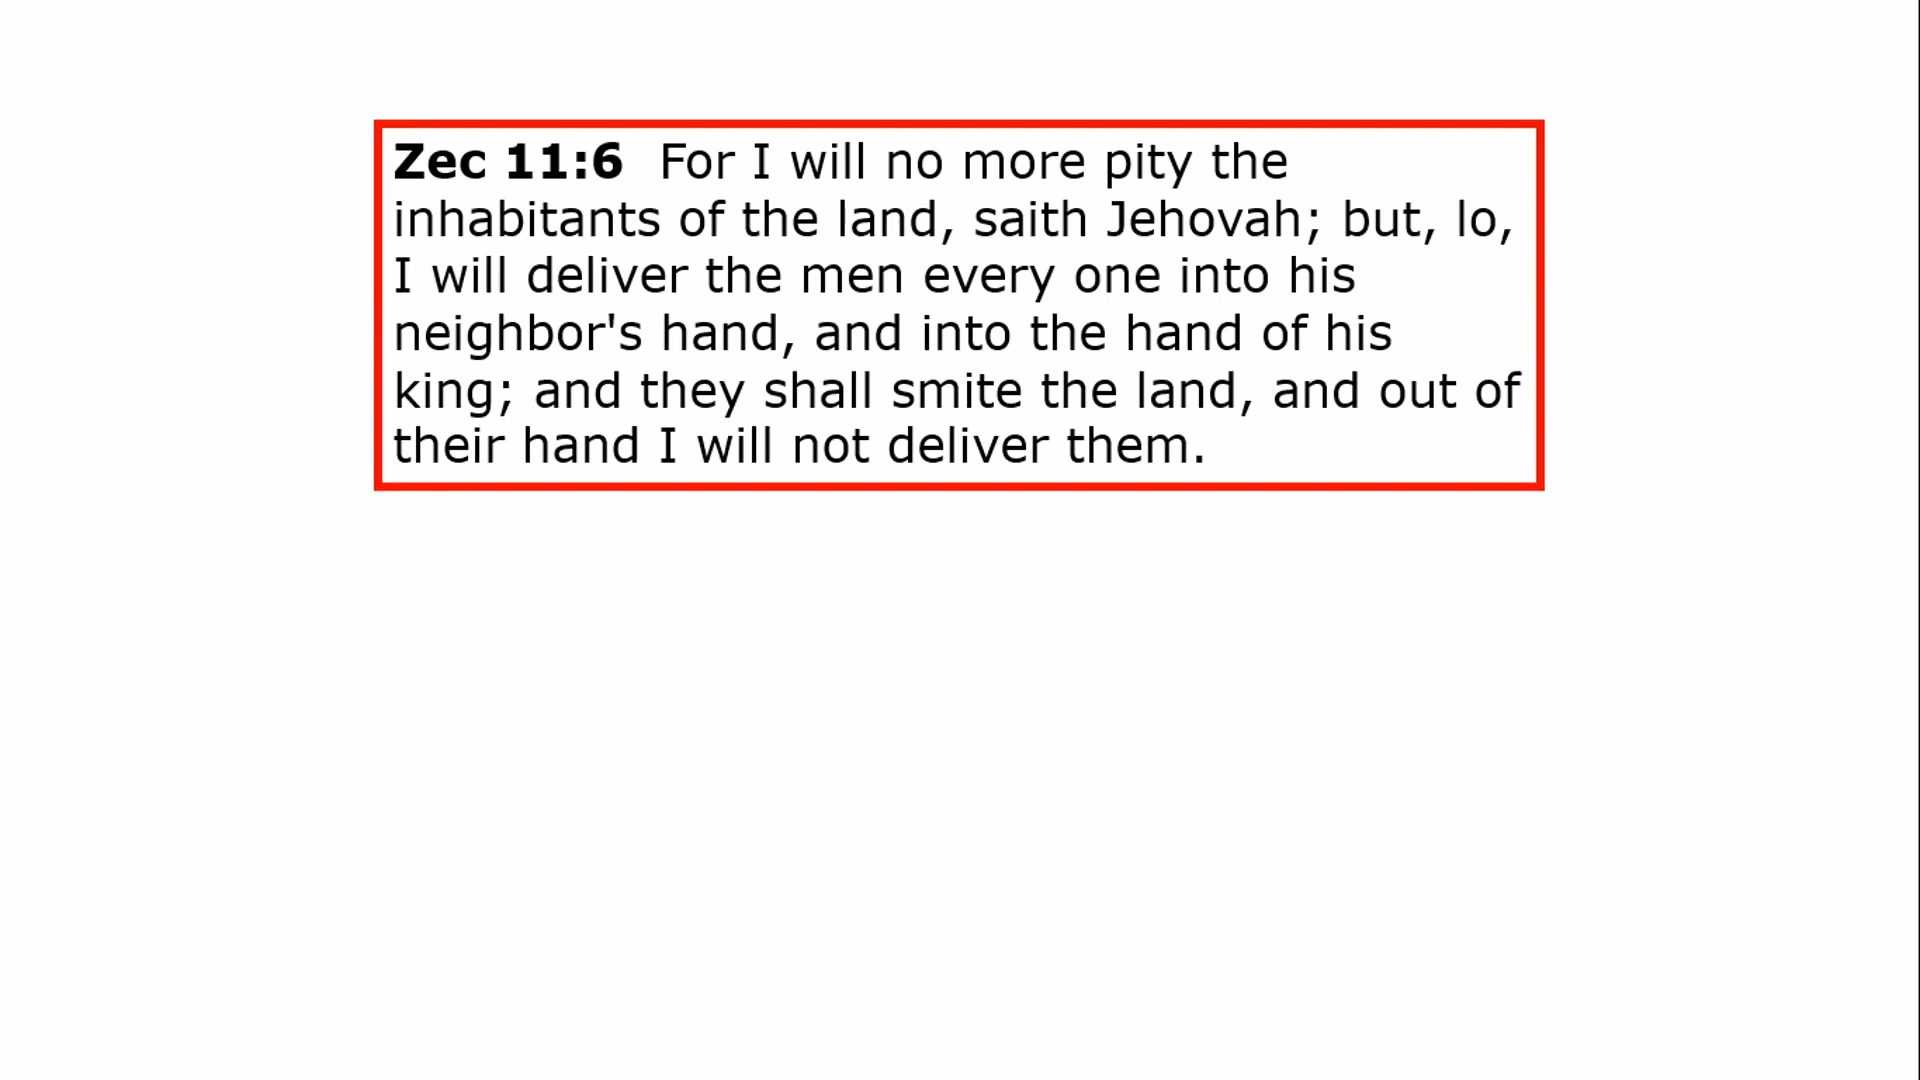 Zec 11:6  For I will no more pity the
inhabitants of the land, saith Jehovah; but, lo,
I will deliver the men every one into his
neighbor's hand, and into the hand of his
king; and they shall smite the land, and out of
their hand I will not deliver them.